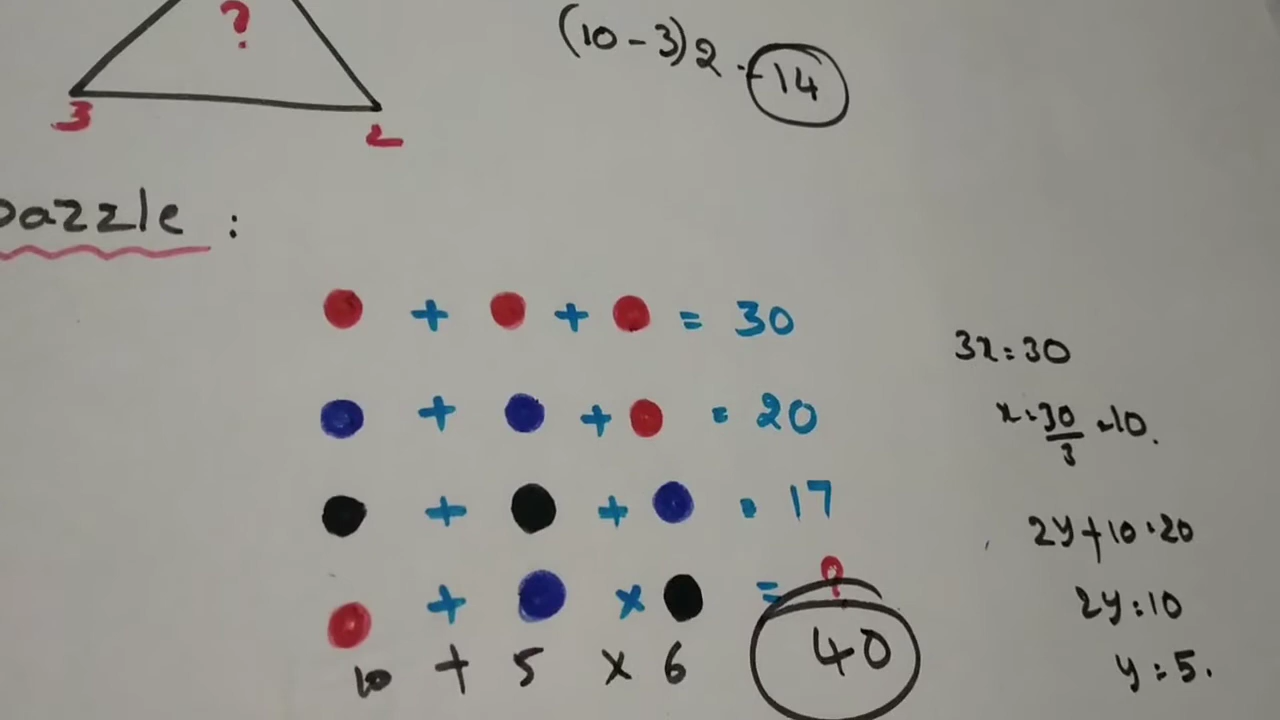 ?
3
2
(10 - 3) 2 = 14
pazzle :
+ + = 30
+ + = 20
+ + = 17
+ × = ?
10 + 5 × 6 40
3x = 30
x = 30/3 = 10.
2y + 10 = 20
2y = 10
y = 5.